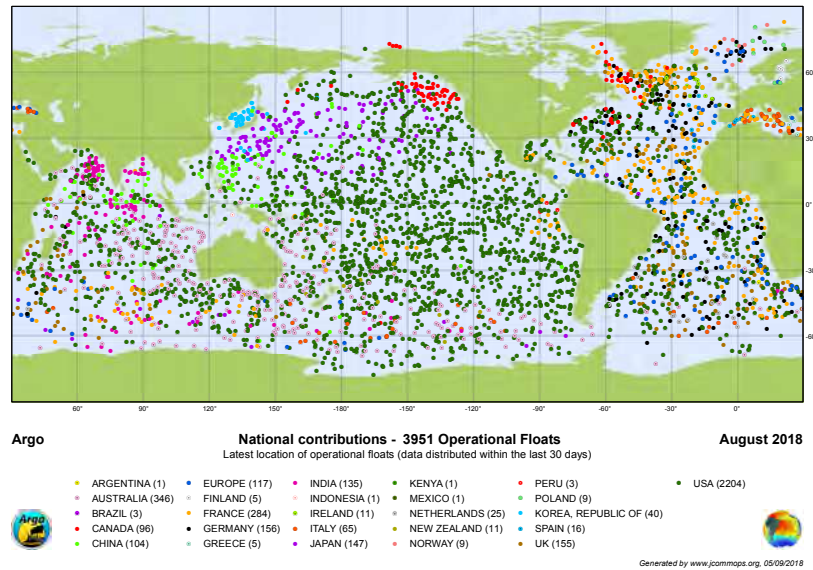 60
30
0°
-30
-60
60° 90° 120° 150° -180° -150° -120° -90° -60° -30° 0°
Argo National contributions - 3951 Operational Floats August 2018
Latest location of operational floats (data distributed within the last 30 days)
ARGENTINA (1) EUROPE (117) INDIA (135) KENYA (1) PERU (3) USA (2204)
AUSTRALIA (346) FINLAND (5) INDONESIA (1) MEXICO (1) POLAND (9)
BRAZIL (3) FRANCE (284) IRELAND (11) NETHERLANDS (25) KOREA, REPUBLIC OF (40)
CANADA (96) GERMANY (156) ITALY (65) NEW ZEALAND (11) SPAIN (16)
CHINA (104) GREECE (5) JAPAN (147) NORWAY (9) UK (155)
Argo
Generated by www.jcommops.org, 05/09/2018